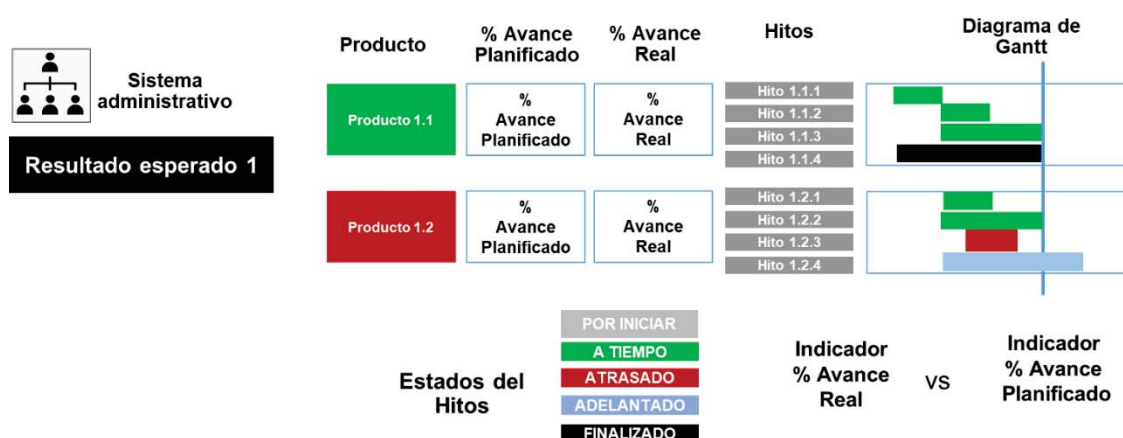 Producto
% Avance
Planificado
% Avance
Real
Hitos
Diagrama de
Gantt
Sistema
administrativo
Resultado esperado 1
Producto 1.1
%
Avance
Planificado
%
Avance
Real
Hito 1.1.1
Hito 1.1.2
Hito 1.1.3
Hito 1.1.4
Producto 1.2
%
Avance
Planificado
%
Avance
Real
Hito 1.2.1
Hito 1.2.2
Hito 1.2.3
Hito 1.2.4
Estados del
Hitos
POR INICIAR
A TIEMPO
ATRASADO
ADELANTADO
FINALIZADO
Indicador
% Avance
Real
VS
Indicador
% Avance
Planificado